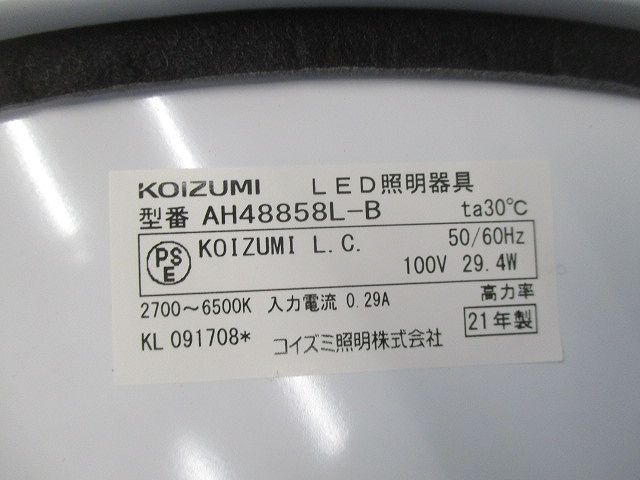 KOIZUMI LED照明器具
型番 AH48858L-B ta30℃
PSE KOIZUMI L.C. 50/60Hz
100V 29.4W
2700～6500K 入力電流 0.29A 高力率
KL 091708* コイズミ照明株式会社 21年製